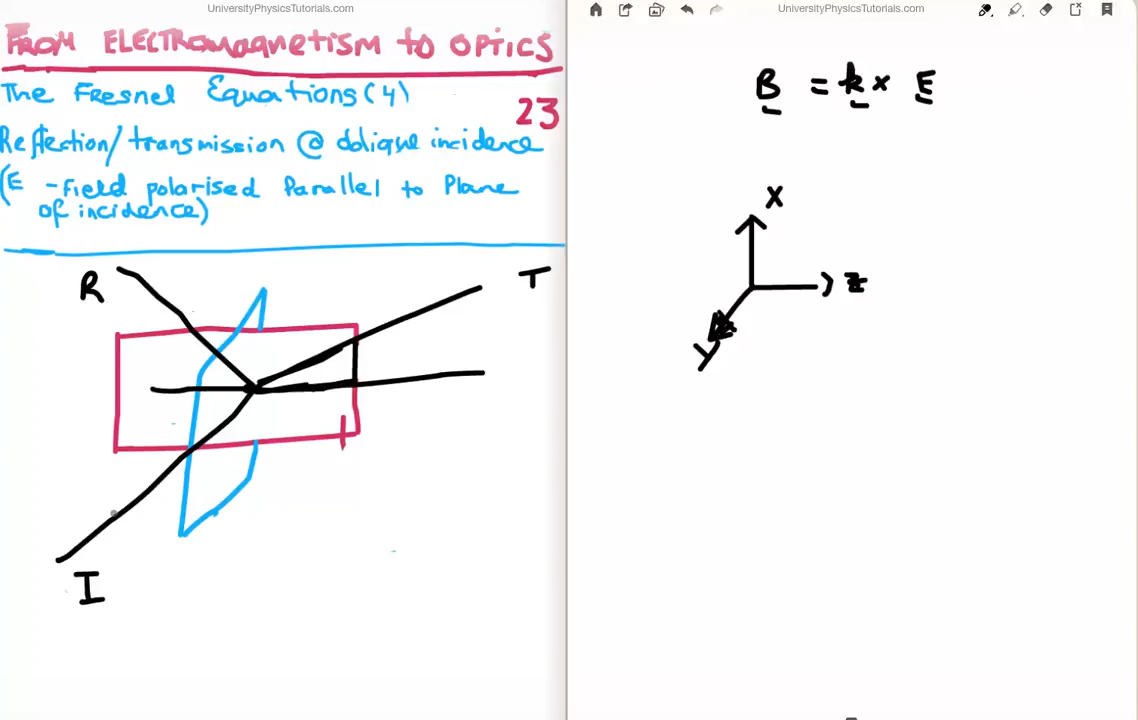 UniversityPhysicsTutorials.com
FROM ELECTROMAGNETISM TO OPTICS
The Fresnel Equations (4)
23
Reflection/transmission @ oblique incidence
(E -field polarised Parallel to Plane
of incidence)
R
T
I
UniversityPhysicsTutorials.com
B = k x E
X
Z
y